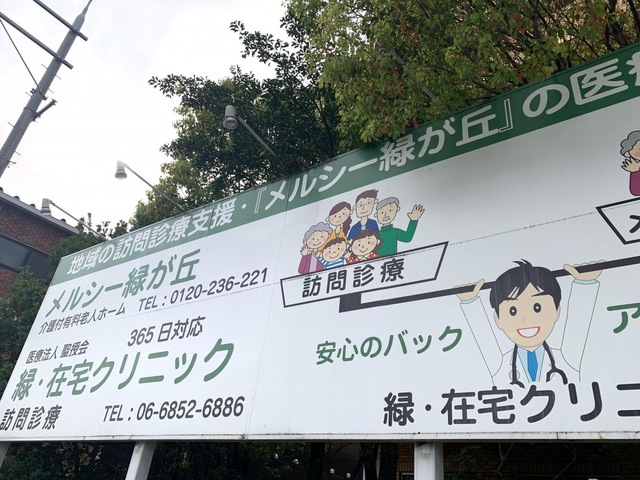 地域の訪問診療支援・『メルシー緑が丘』の医療
メルシー緑が丘
介護付有料老人ホーム TEL：0120-236-221
医療法人 聖授会 365日対応
緑・在宅クリニック
訪問診療 TEL：06-6852-6886
訪問診療
安心のバック
ア
緑・在宅クリニ
メ